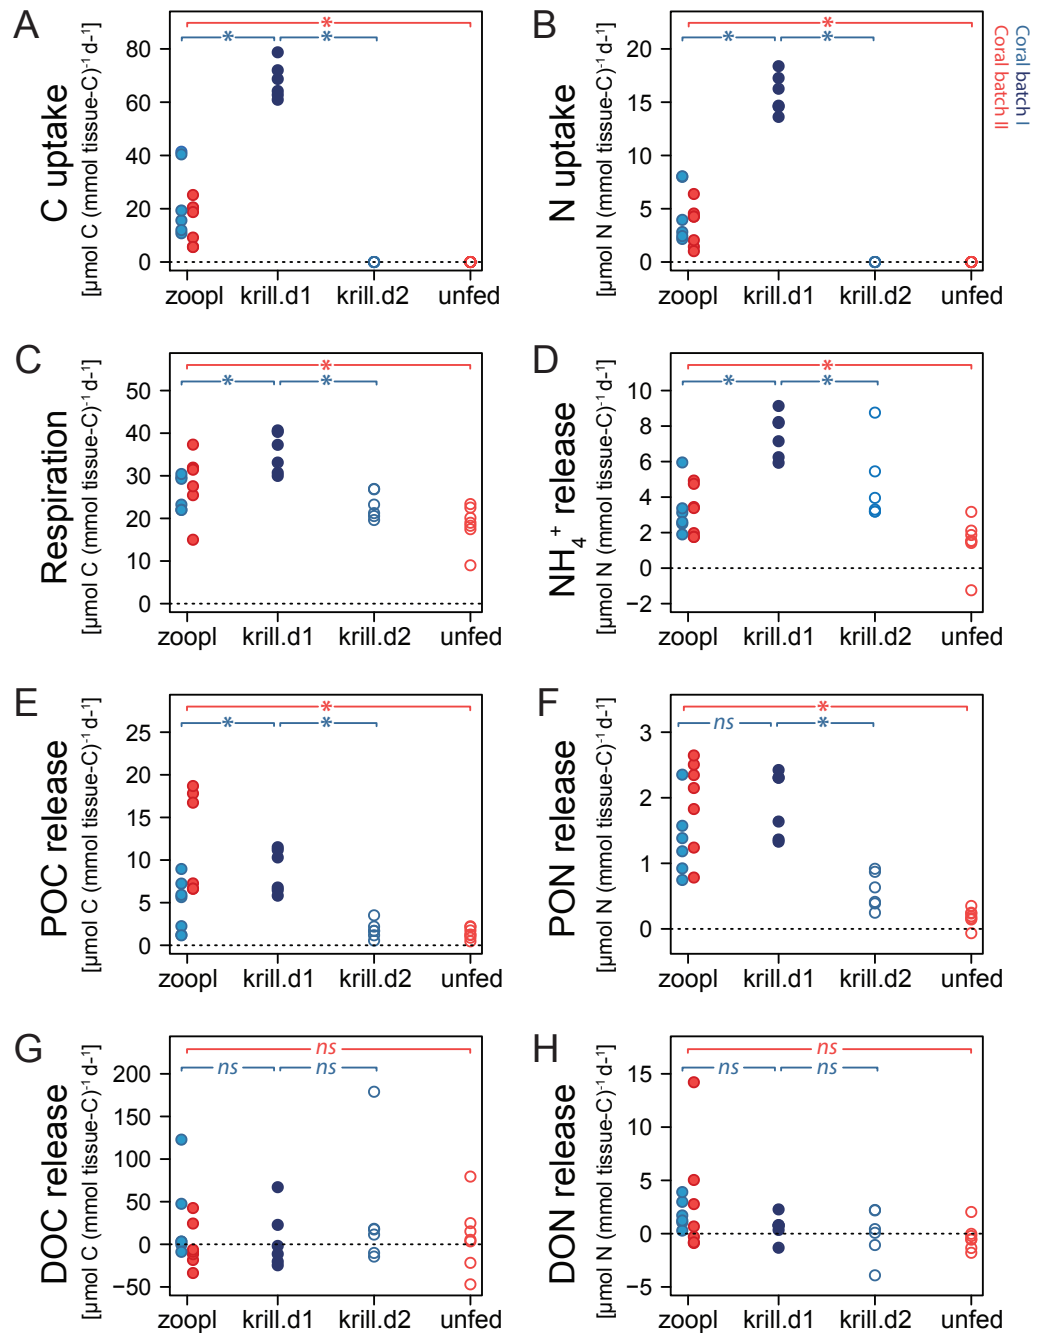 A
C uptake
[µmol C (mmol tissue-C)-1 d-1]
80
60
40
20
0
*
* *
zoopl krill.d1 krill.d2 unfed
B
N uptake
[µmol N (mmol tissue-C)-1 d-1]
20
15
10
5
0
*
* *
zoopl krill.d1 krill.d2 unfed
Coral batch I
Coral batch II
C
Respiration
[µmol C (mmol tissue-C)-1 d-1]
50
40
30
20
10
0
*
* *
zoopl krill.d1 krill.d2 unfed
D
NH4+ release
[µmol N (mmol tissue-C)-1 d-1]
10
8
6
4
2
0
−2
*
* *
zoopl krill.d1 krill.d2 unfed
E
POC release
[µmol C (mmol tissue-C)-1 d-1]
25
20
15
10
5
0
*
* *
zoopl krill.d1 krill.d2 unfed
F
PON release
[µmol N (mmol tissue-C)-1 d-1]
3
2
1
0
*
ns *
zoopl krill.d1 krill.d2 unfed
G
DOC release
[µmol C (mmol tissue-C)-1 d-1]
200
150
100
50
0
−50
ns
ns ns
zoopl krill.d1 krill.d2 unfed
H
DON release
[µmol N (mmol tissue-C)-1 d-1]
15
10
5
0
−5
ns
ns ns
zoopl krill.d1 krill.d2 unfed